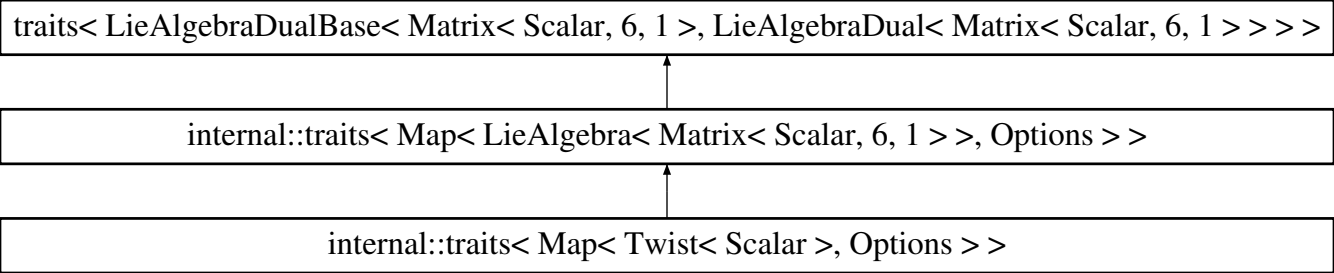 traits< LieAlgebraDualBase< Matrix< Scalar, 6, 1 >, LieAlgebraDual< Matrix< Scalar, 6, 1 > > > >
internal::traits< Map< LieAlgebra< Matrix< Scalar, 6, 1 > >, Options > >
internal::traits< Map< Twist< Scalar >, Options > >